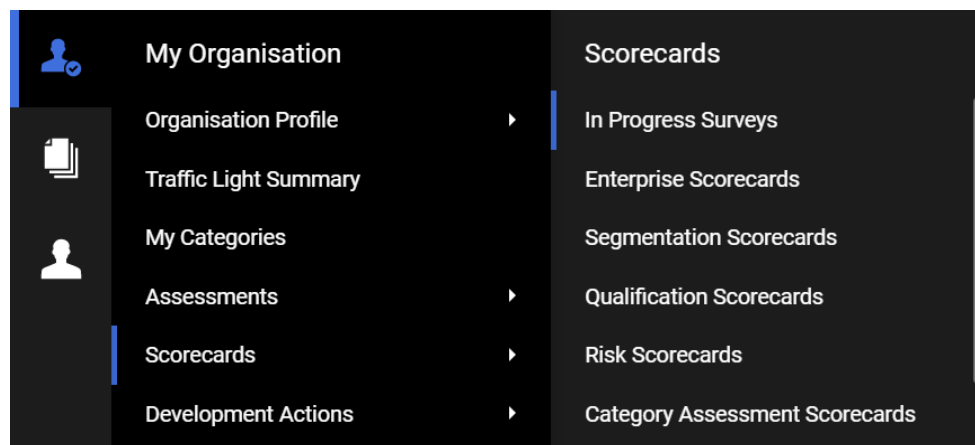 My Organisation
Organisation Profile
Traffic Light Summary
My Categories
Assessments
Scorecards
Development Actions
Scorecards
In Progress Surveys
Enterprise Scorecards
Segmentation Scorecards
Qualification Scorecards
Risk Scorecards
Category Assessment Scorecards